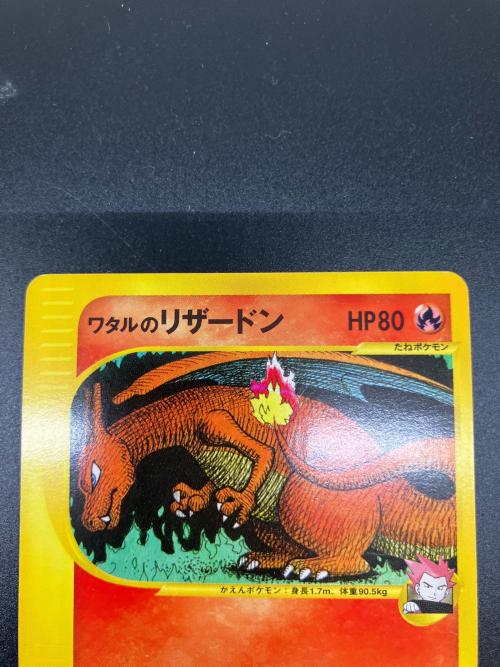 ワタルのリザードン HP80
たねポケモン
かえんポケモン：身長1.7m、体重90.5kg